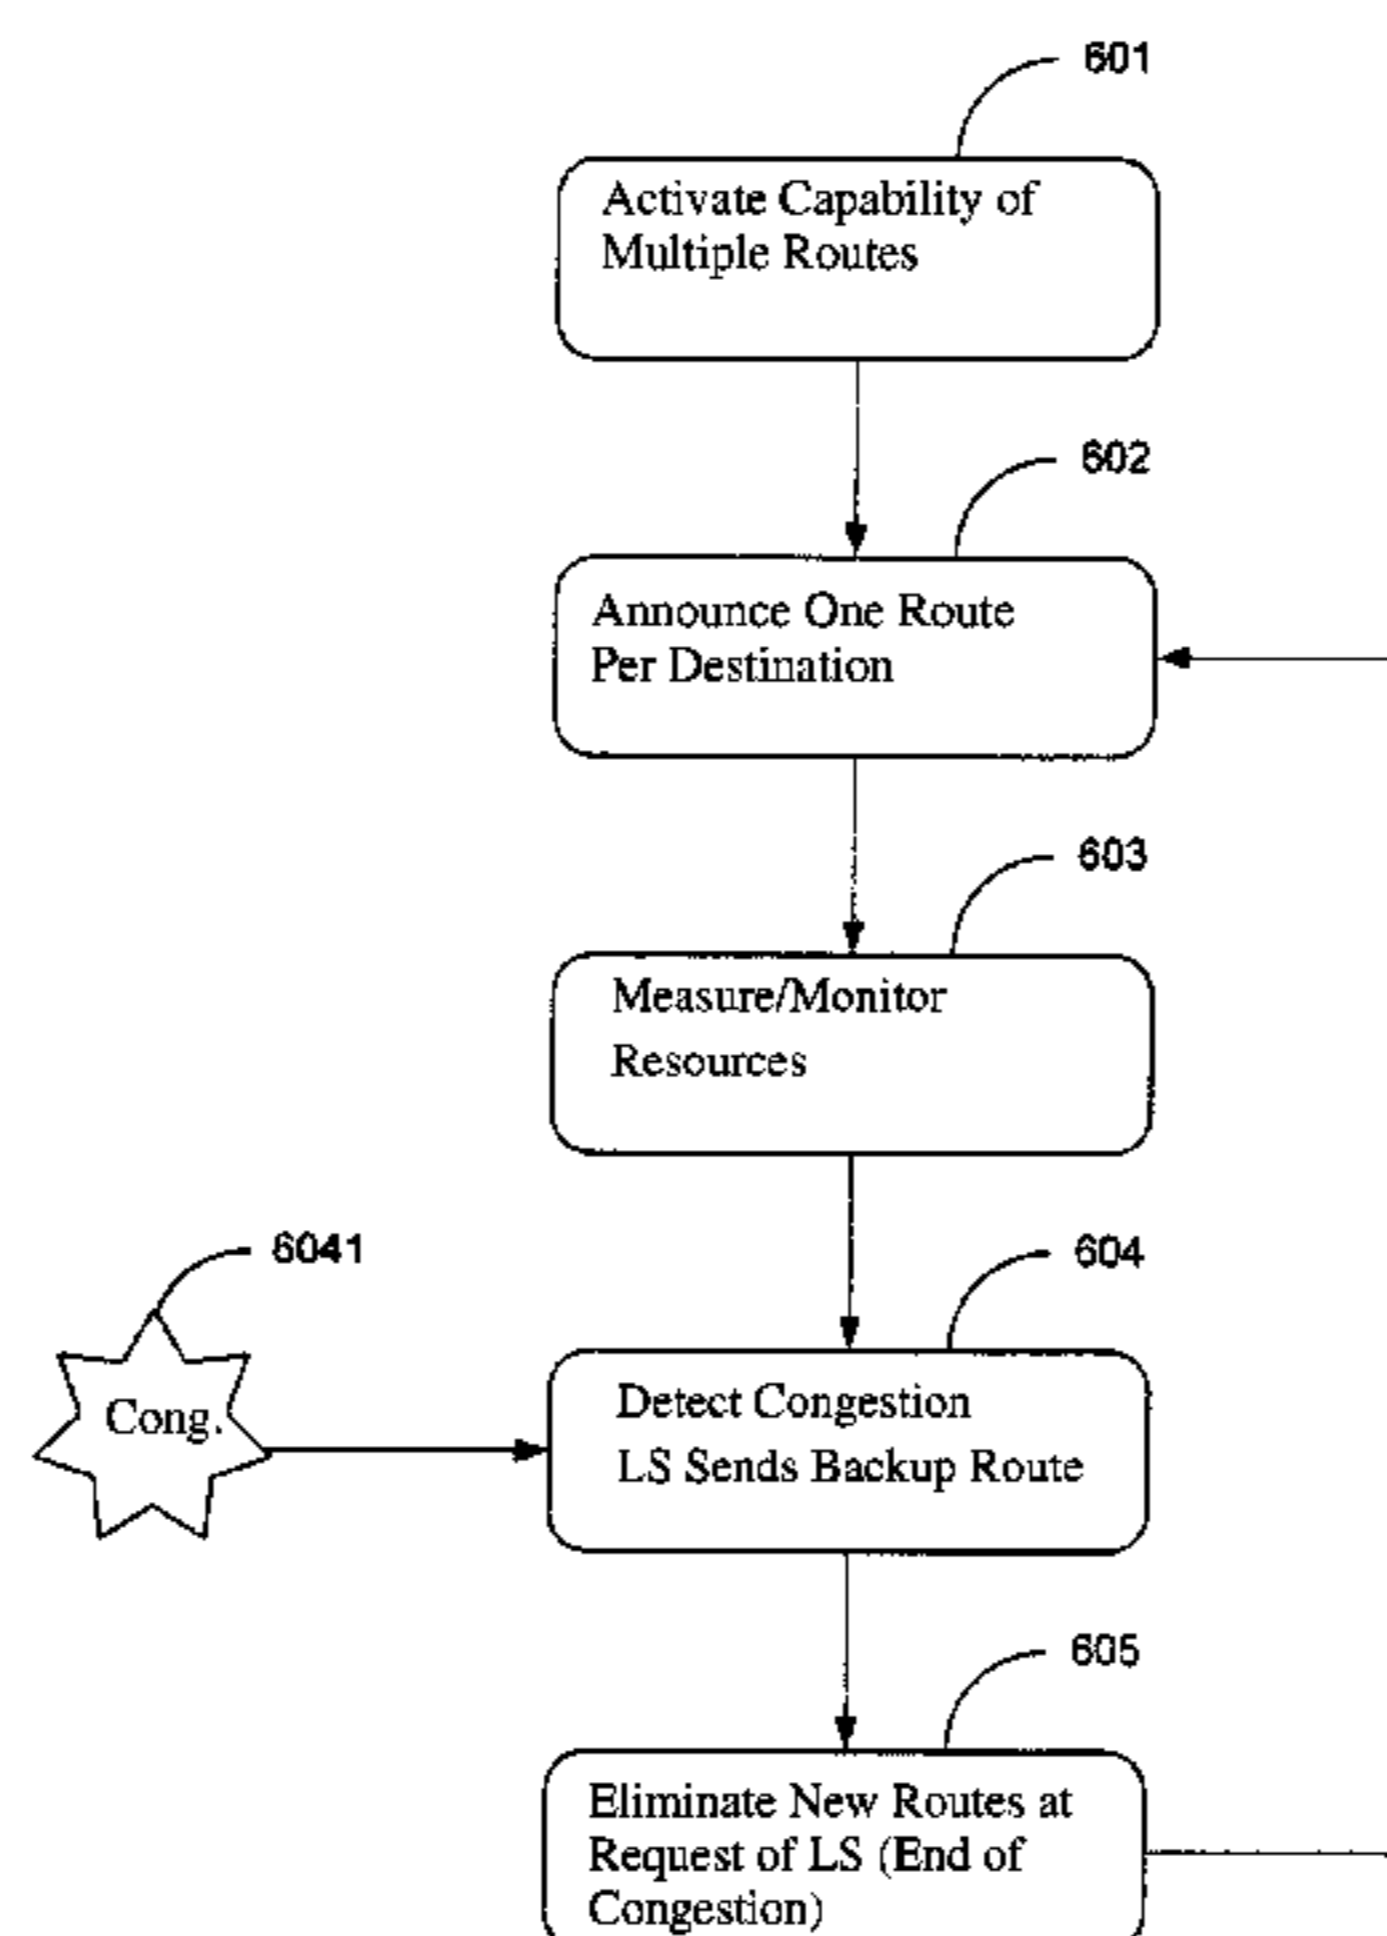 601
Activate Capability of
Multiple Routes
602
Announce One Route
Per Destination
603
Measure/Monitor
Resources
6041
604
Cong.
Detect Congestion
LS Sends Backup Route
605
Eliminate New Routes at
Request of LS (End of
Congestion)